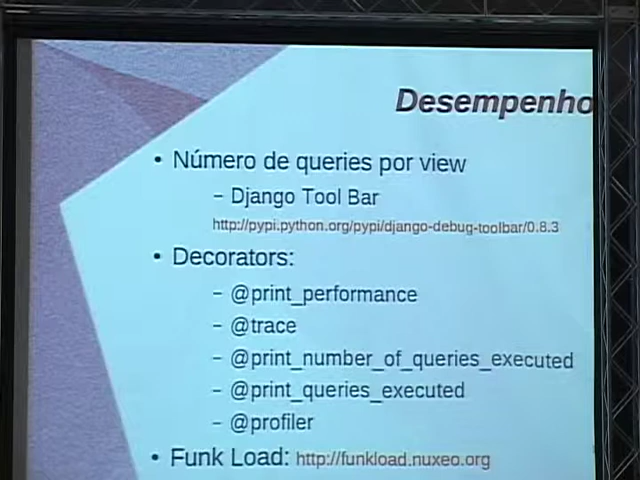 Desempenho
• Número de queries por view
– Django Tool Bar
http://pypi.python.org/pypi/django-debug-toolbar/0.8.3
• Decorators:
– @print_performance
– @trace
– @print_number_of_queries_executed
– @print_queries_executed
– @profiler
• Funk Load: http://funkload.nuxeo.org